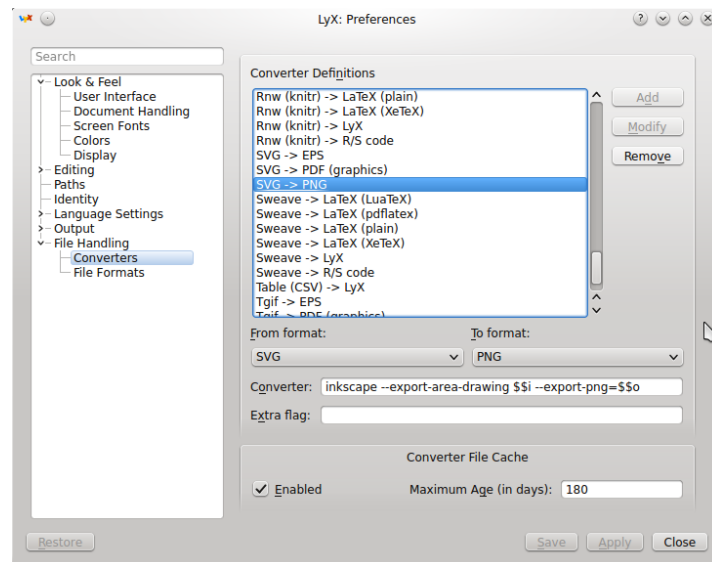 LyX: Preferences
Search
Look & Feel
User Interface
Document Handling
Screen Fonts
Colors
Display
Editing
Paths
Identity
Language Settings
Output
File Handling
Converters
File Formats
Converter Definitions
Rnw (knitr) -> LaTeX (plain)
Rnw (knitr) -> LaTeX (XeTeX)
Rnw (knitr) -> LyX
Rnw (knitr) -> R/S code
SVG -> EPS
SVG -> PDF (graphics)
SVG -> PNG
Sweave -> LaTeX (LuaTeX)
Sweave -> LaTeX (pdflatex)
Sweave -> LaTeX (plain)
Sweave -> LaTeX (XeTeX)
Sweave -> LyX
Sweave -> R/S code
Table (CSV) -> LyX
Tgif -> EPS
Tgif -> PDF (graphics)
Add
Modify
Remove
From format: To format:
SVG PNG
Converter: inkscape --export-area-drawing $$i --export-png=$$o
Extra flag:
Converter File Cache
Enabled Maximum Age (in days): 180
Restore Save Apply Close